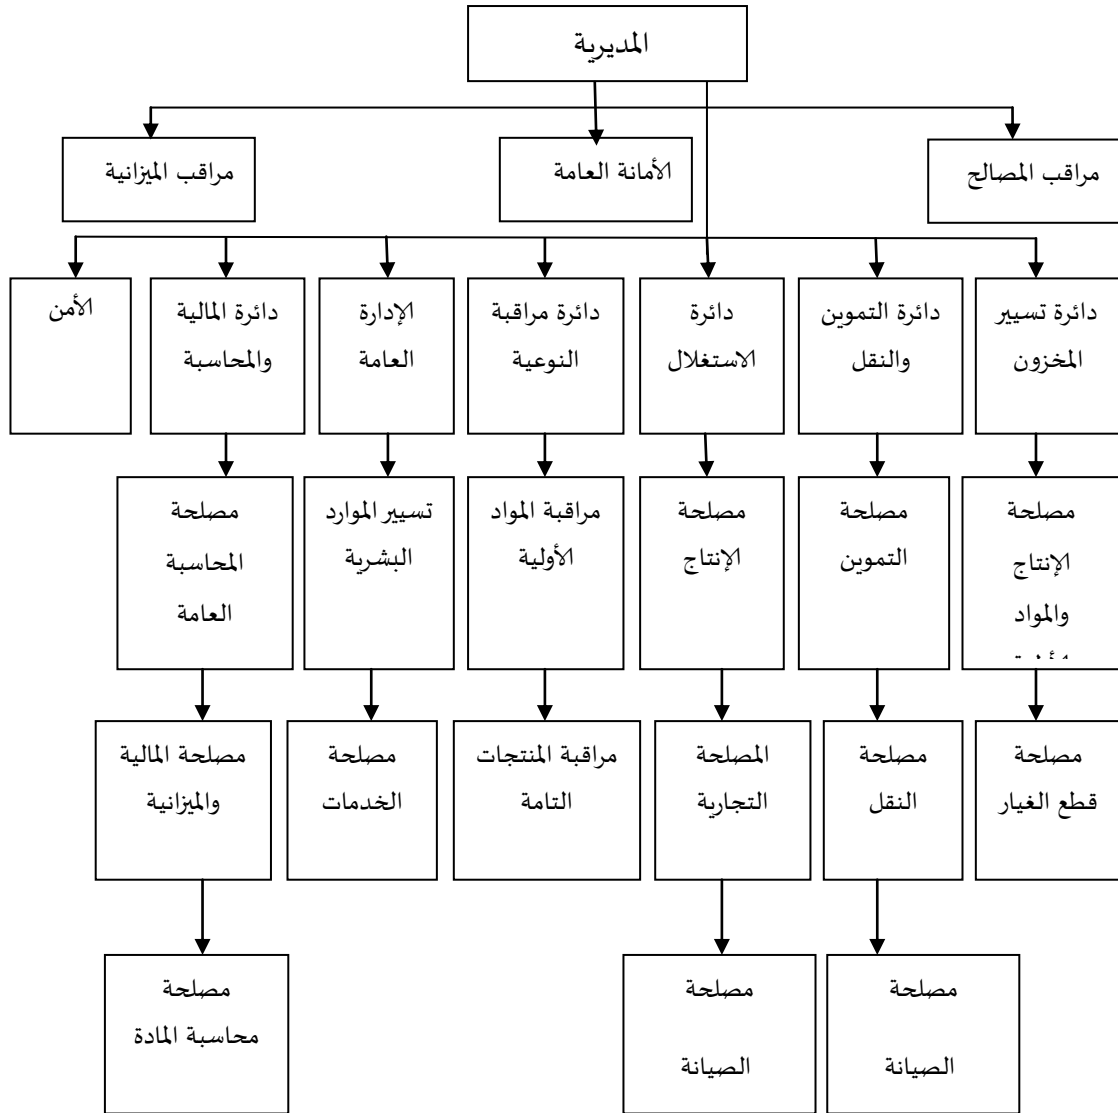 المديرية
مراقب المصالح
الأمانة العامة
مراقب الميزانية
دائرة تسيير
المخزون
دائرة التموين
والنقل
دائرة
الاستغلال
دائرة مراقبة
النوعية
الإدارة
العامة
دائرة المالية
والمحاسبة
الأمن
مصلحة
الإنتاج
والمواد
مصلحة
التموين
مصلحة
الإنتاج
مراقبة المواد
الأولية
تسيير الموارد
البشرية
مصلحة
المحاسبة
العامة
مصلحة
قطع الغيار
مصلحة
النقل
المصلحة
التجارية
مراقبة المنتجات
التامة
مصلحة
الخدمات
مصلحة المالية
والميزانية
مصلحة
الصيانة
مصلحة
الصيانة
مصلحة
محاسبة المادة